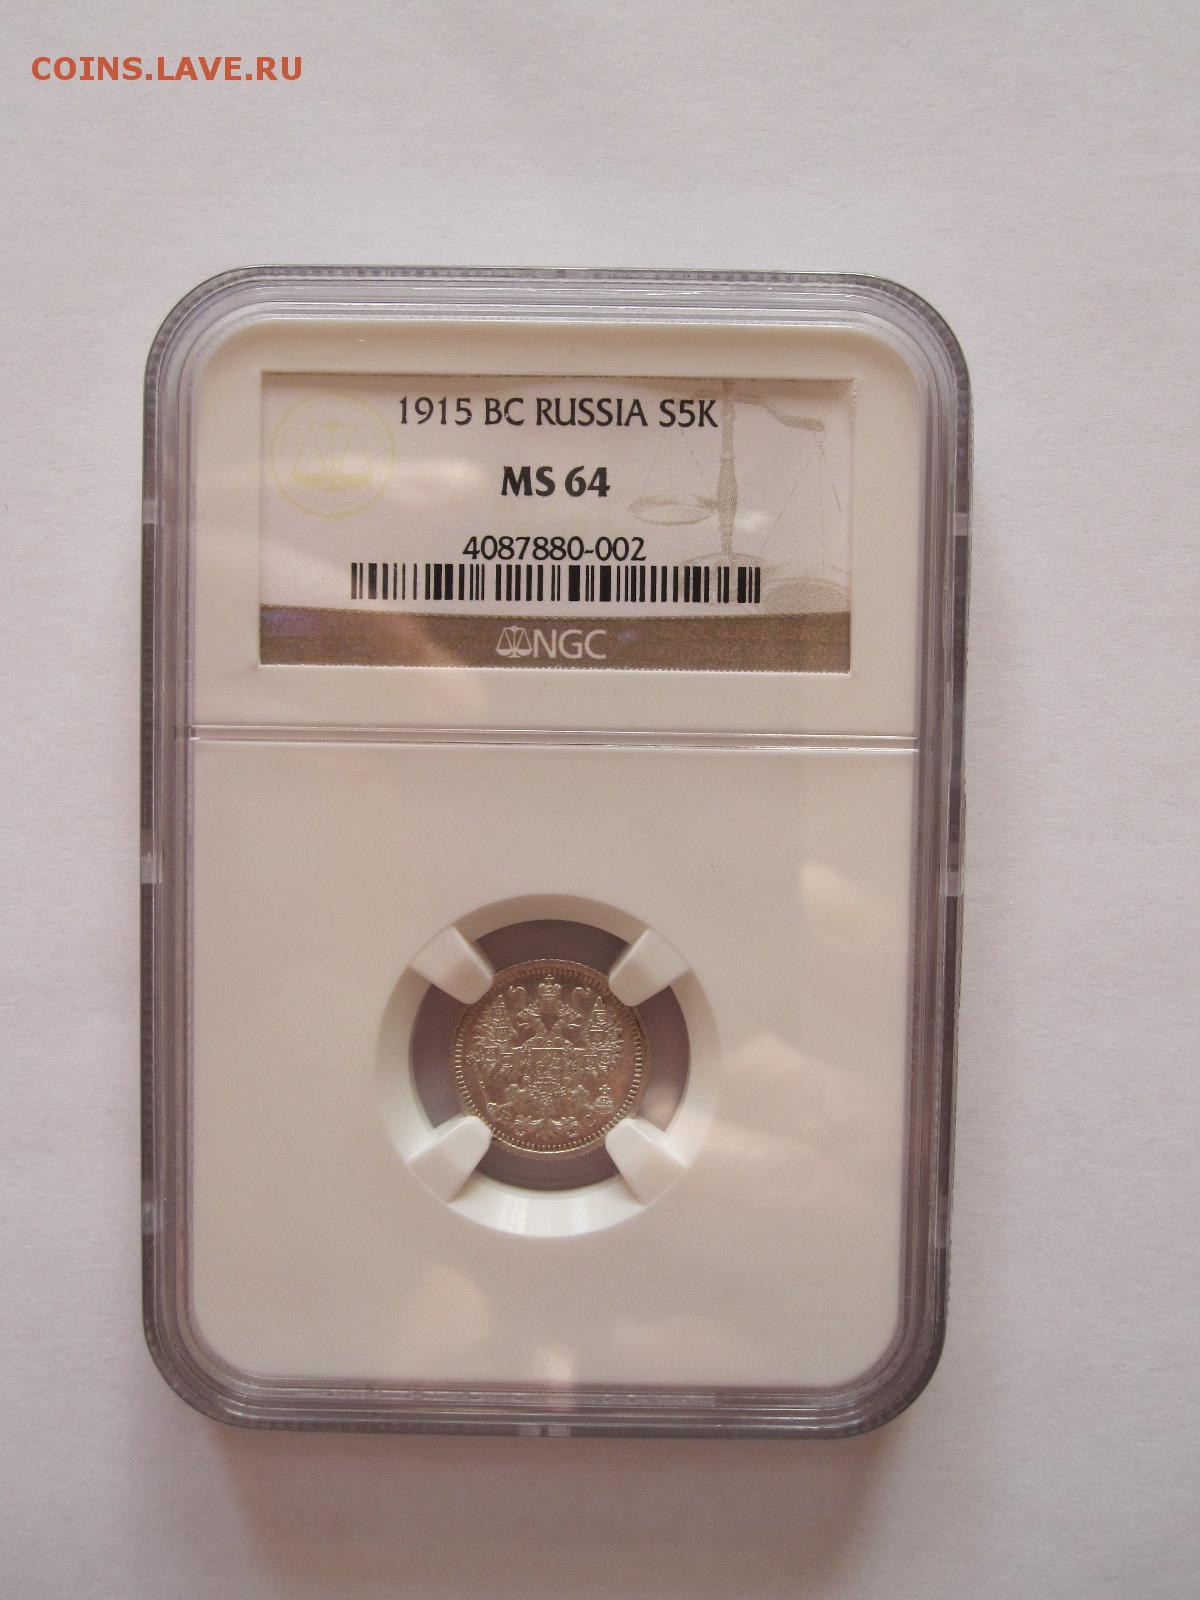 COINS.LAVE.RU
1915 BC RUSSIA S5K
MS 64
4087880-002
NGC